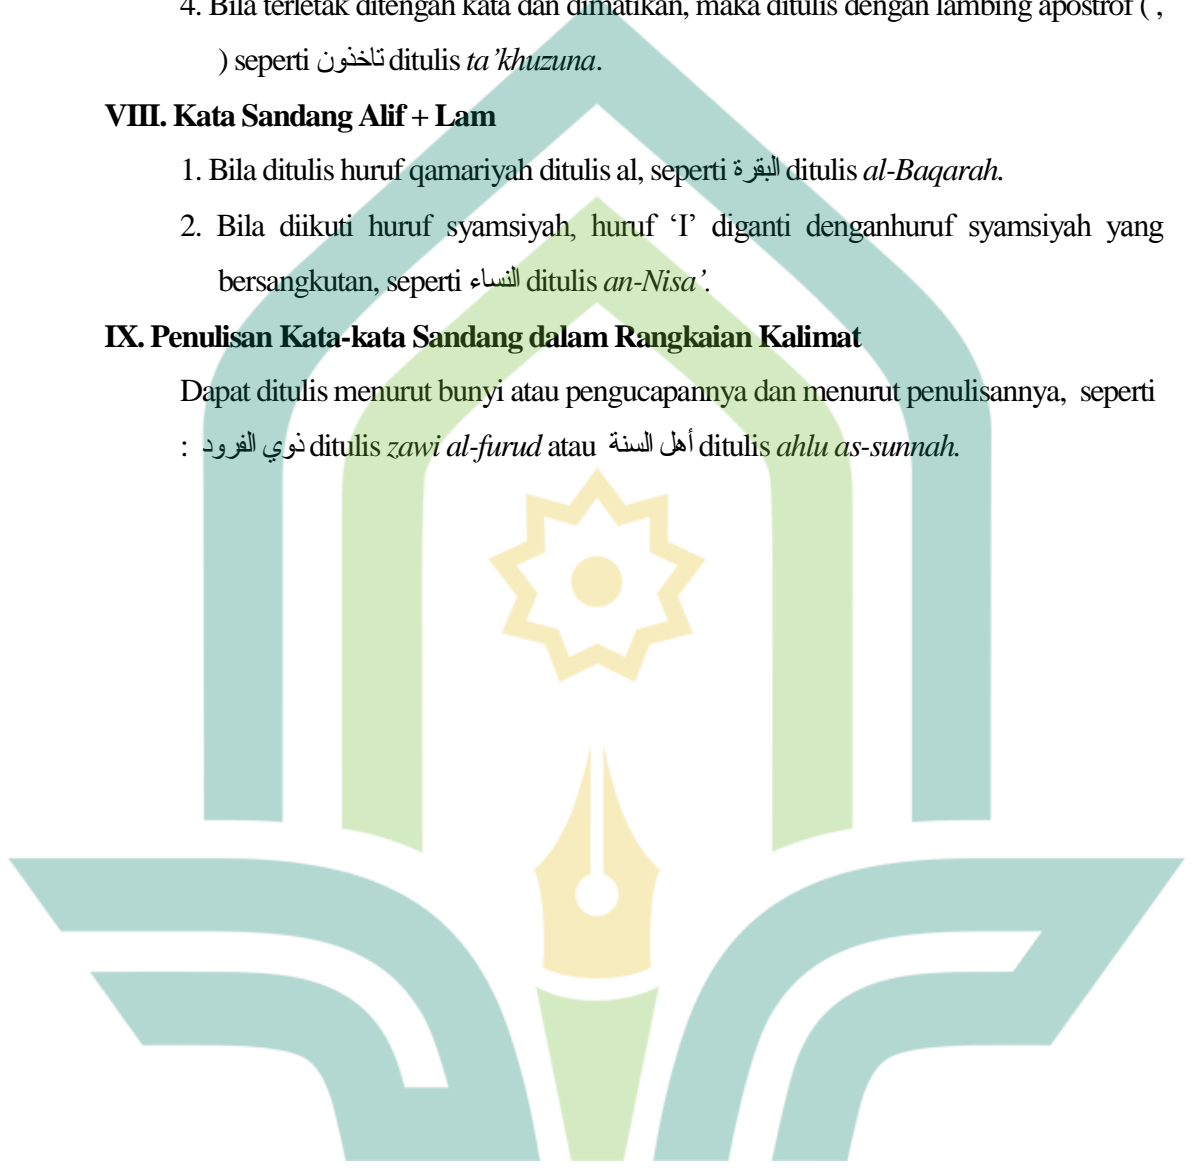 4. Bila terletak ditengah kata dan dimatikan, maka ditulis dengan lambing apostrof ( ,
) seperti تاخذون ditulis ta’khuzuna.
VIII. Kata Sandang Alif + Lam
1. Bila ditulis huruf qamariyah ditulis al, seperti البقرة ditulis al-Baqarah.
2. Bila diikuti huruf syamsiyah, huruf ‘I’ diganti denganhuruf syamsiyah yang
bersangkutan, seperti النساء ditulis an-Nisa’.
IX. Penulisan Kata-kata Sandang dalam Rangkaian Kalimat
Dapat ditulis menurut bunyi atau pengucapannya dan menurut penulisannya, seperti
: ذوي الفرود ditulis zawi al-furud atau أهل السنة ditulis ahlu as-sunnah.